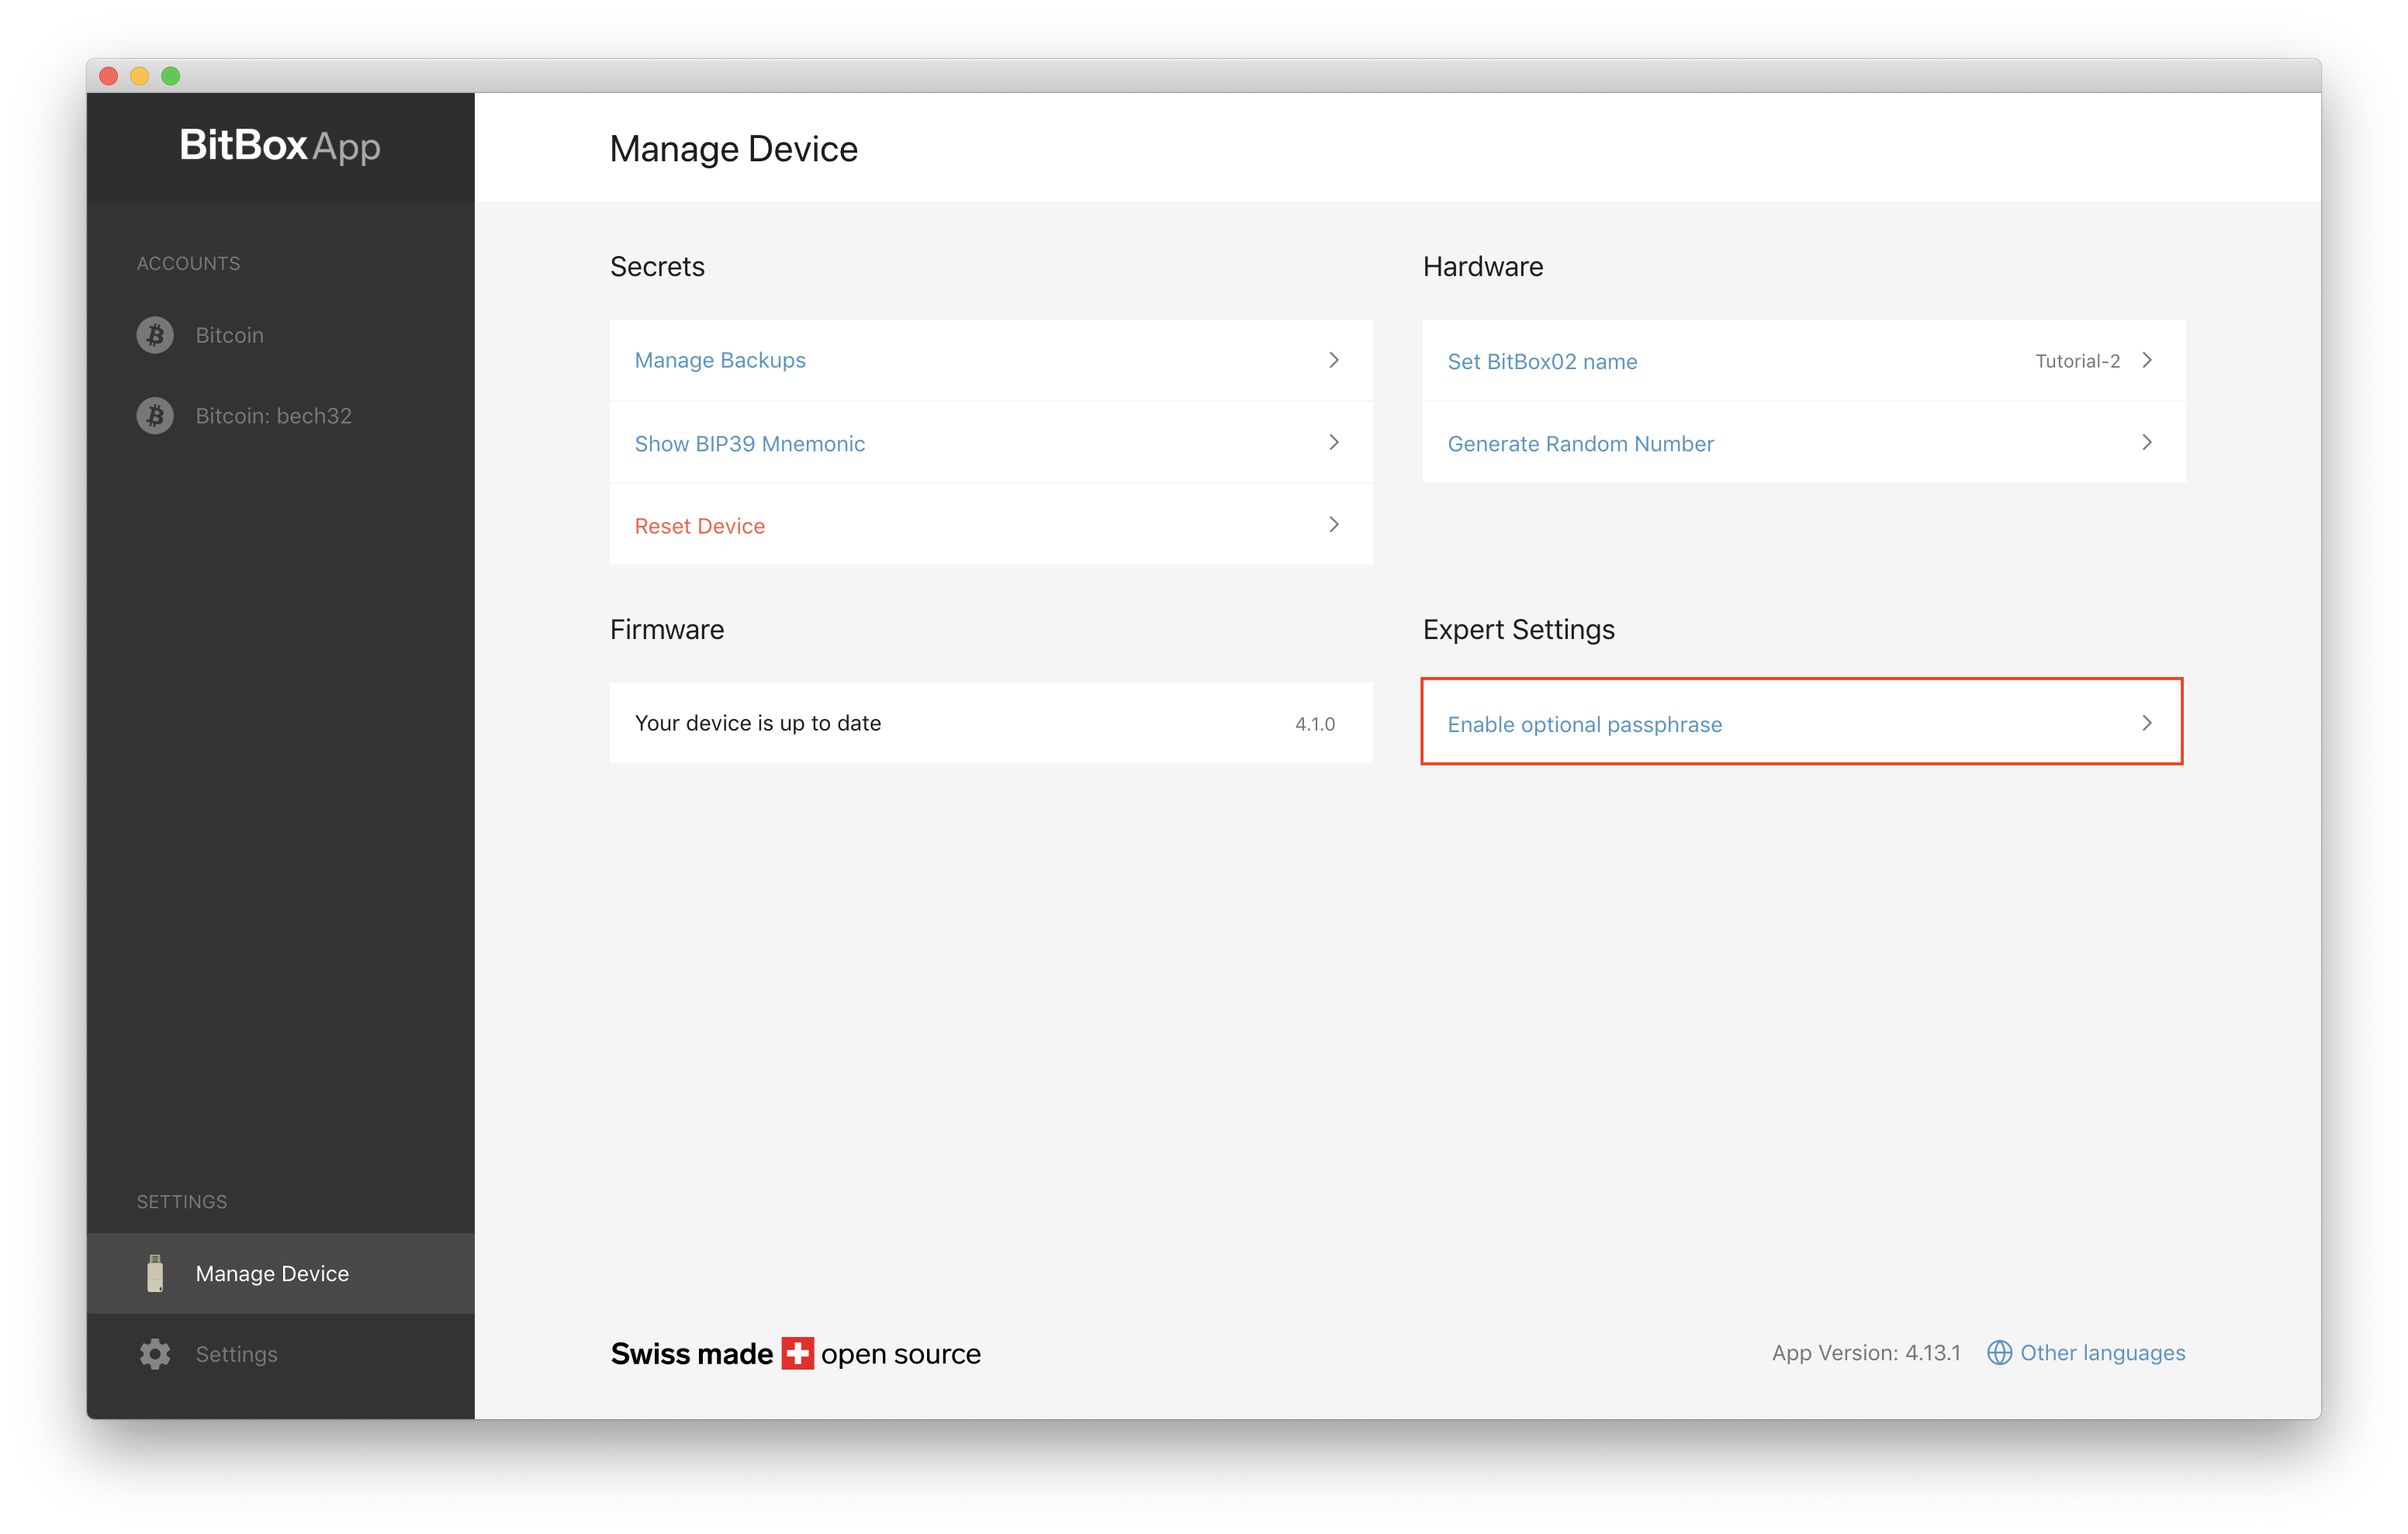 BitBoxApp
ACCOUNTS
Bitcoin
Bitcoin: bech32
SETTINGS
Manage Device
Settings
Manage Device
Secrets
Manage Backups
Show BIP39 Mnemonic
Reset Device
Hardware
Set BitBox02 name Tutorial-2
Generate Random Number
Firmware
Your device is up to date 4.1.0
Expert Settings
Enable optional passphrase
Swiss made open source
App Version: 4.13.1 Other languages